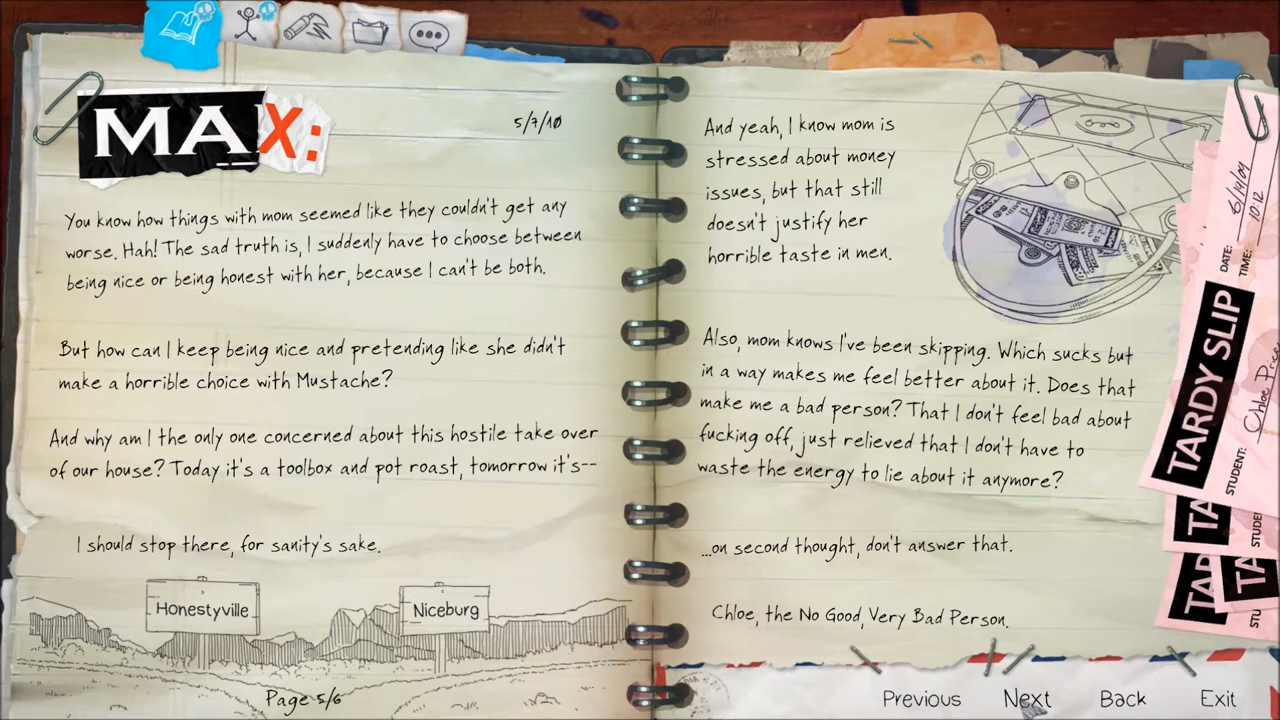 MAX:
5/7/10
You know how things with mom seemed like they couldn't get any
worse. Hah! The sad truth is, I suddenly have to choose between
being nice or being honest with her, because I can't be both.
But how can I keep being nice and pretending like she didn't
make a horrible choice with Mustache?
And why am I the only one concerned about this hostile take over
of our house? Today it's a toolbox and pot roast, tomorrow it's--
I should stop there, for sanity's sake.
Honestyville
Niceburg
Page 5/6
And yeah, I know mom is
stressed about money
issues, but that still
doesn't justify her
horrible taste in men.
Also, mom knows I've been skipping. Which sucks but
in a way makes me feel better about it. Does that
make me a bad person? That I don't feel bad about
fucking off, just relieved that I don't have to
waste the energy to lie about it anymore?
...on second thought, don't answer that.
Chloe, the No Good, Very Bad Person.
TARDY SLIP
DATE: 6/14/09
TIME: 10:12
STUDENT: Chloe Price
TA
STUDE
TAR
TA
STU
Previous
Next
Back
Exit